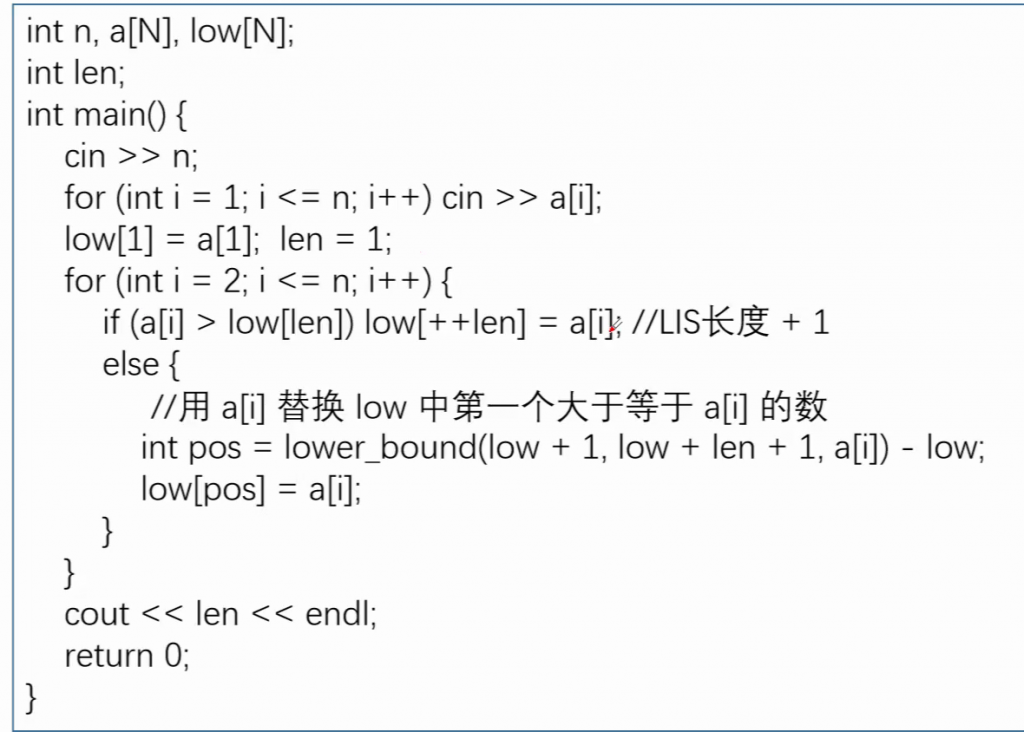 int n, a[N], low[N];
int len;
int main() {
cin >> n;
for (int i = 1; i <= n; i++) cin >> a[i];
low[1] = a[1];  len = 1;
for (int i = 2; i <= n; i++) {
if (a[i] > low[len]) low[++len] = a[i]; //LIS长度 + 1
else {
//用 a[i] 替换 low 中第一个大于等于 a[i] 的数
int pos = lower_bound(low + 1, low + len + 1, a[i]) - low;
low[pos] = a[i];
}
}
cout << len << endl;
return 0;
}